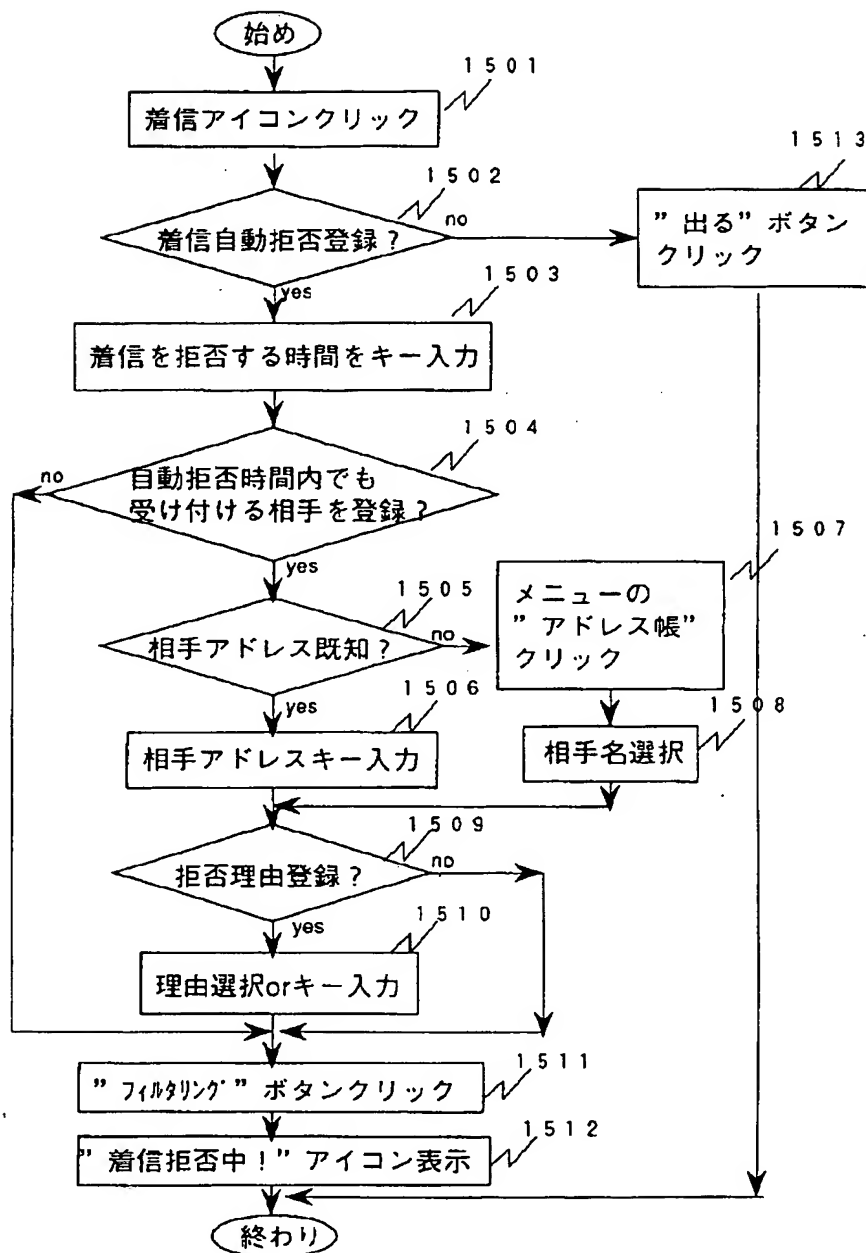 始め
1501
着信アイコンクリック
1502
着信自動拒否登録?
no
yes
1513
”出る”ボタン
クリック
1503
着信を拒否する時間をキー入力
1504
自動拒否時間内でも
受け付ける相手を登録?
no
yes
1505
相手アドレス既知?
no
yes
1507
メニューの
”アドレス帳”
クリック
1506
相手アドレスキー入力
1508
相手名選択
1509
拒否理由登録?
no
yes
1510
理由選択orキー入力
1511
”フィルタリング”ボタンクリック
1512
”着信拒否中!”アイコン表示
終わり